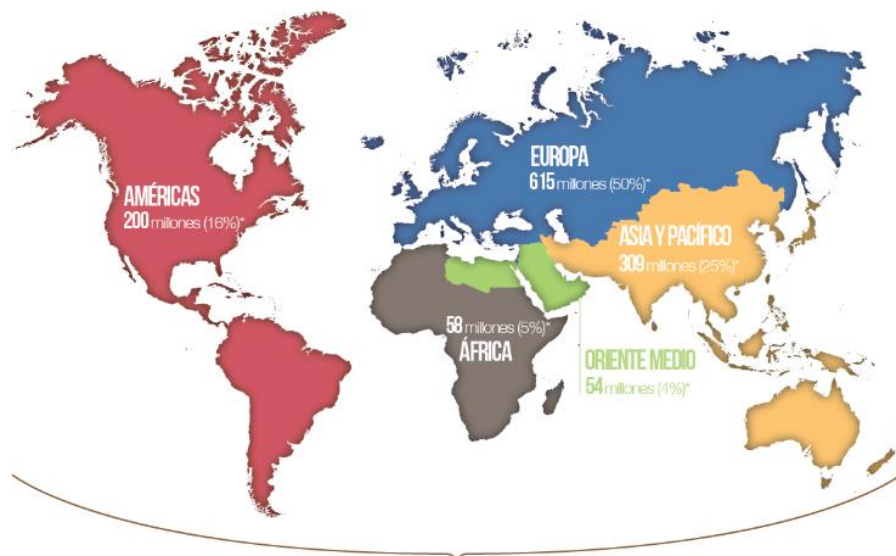 AMÉRICAS
200 millones (16%)*
EUROPA
615 millones (50%)*
ASIA Y PACÍFICO
309 millones (25%)*
58 millones (5%)*
ÁFRICA
ORIENTE MEDIO
54 millones (4%)*